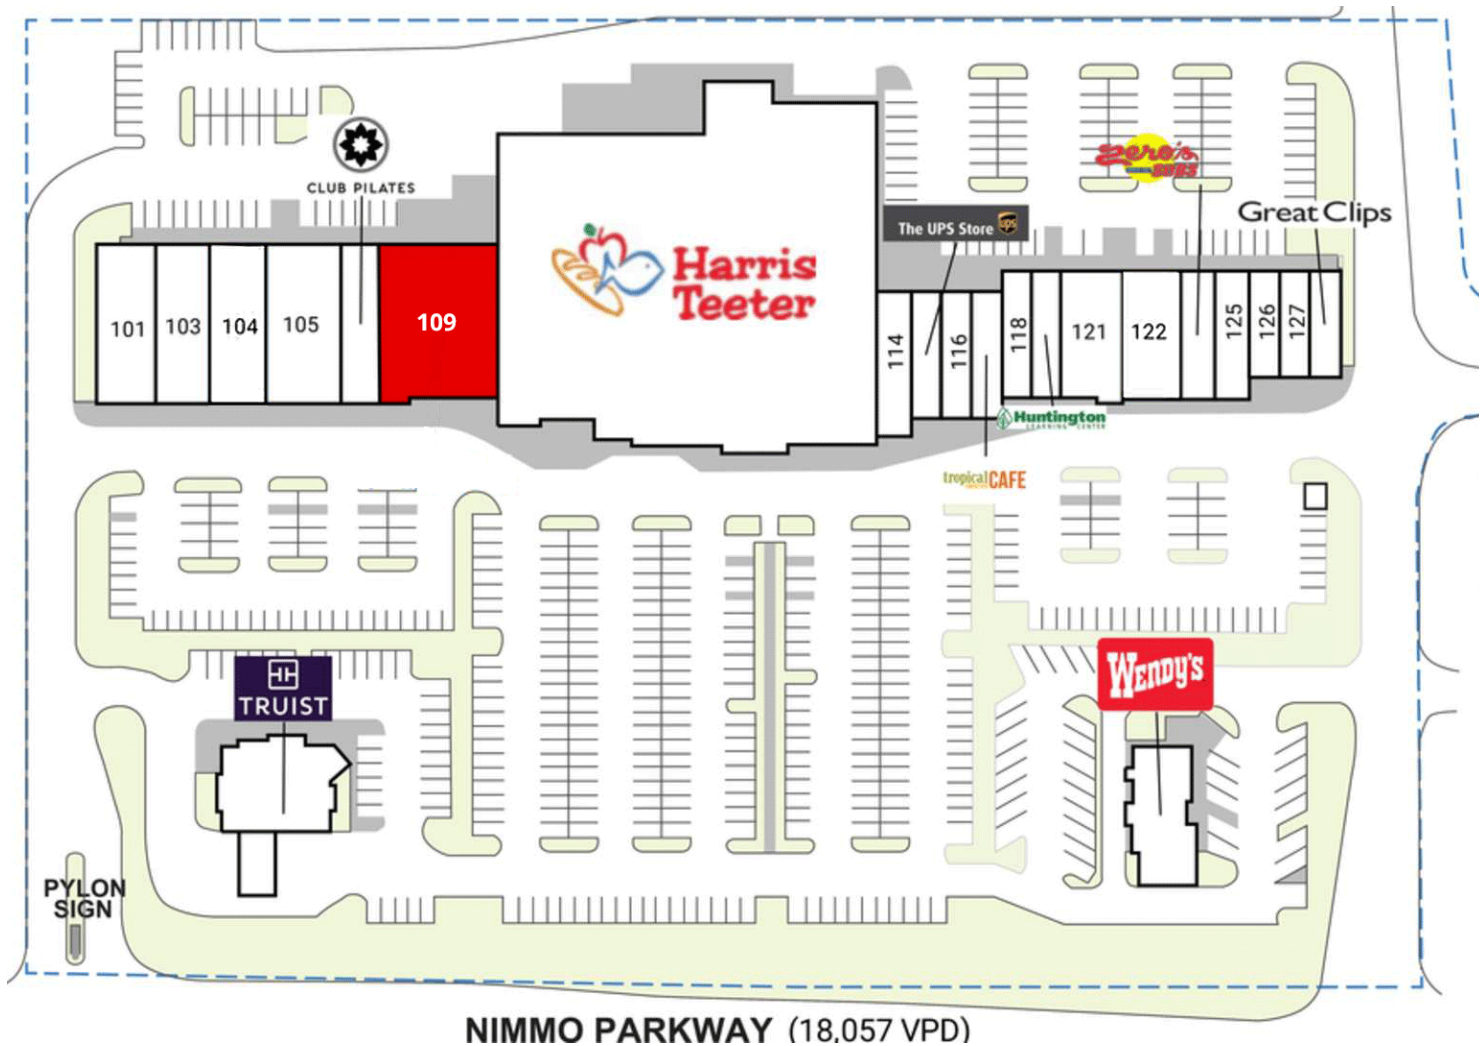 CLUB PILATES
zero's
SUBS
Great Clips
The UPS Store
ups
Harris
Teeter
101
103
104
105
109
114
116
118
121
122
125
126
127
Huntington
LEARNING CENTER
tropical CAFE
TRUIST
WENDY'S
PYLON
SIGN
NIMMO PARKWAY (18,057 VPD)